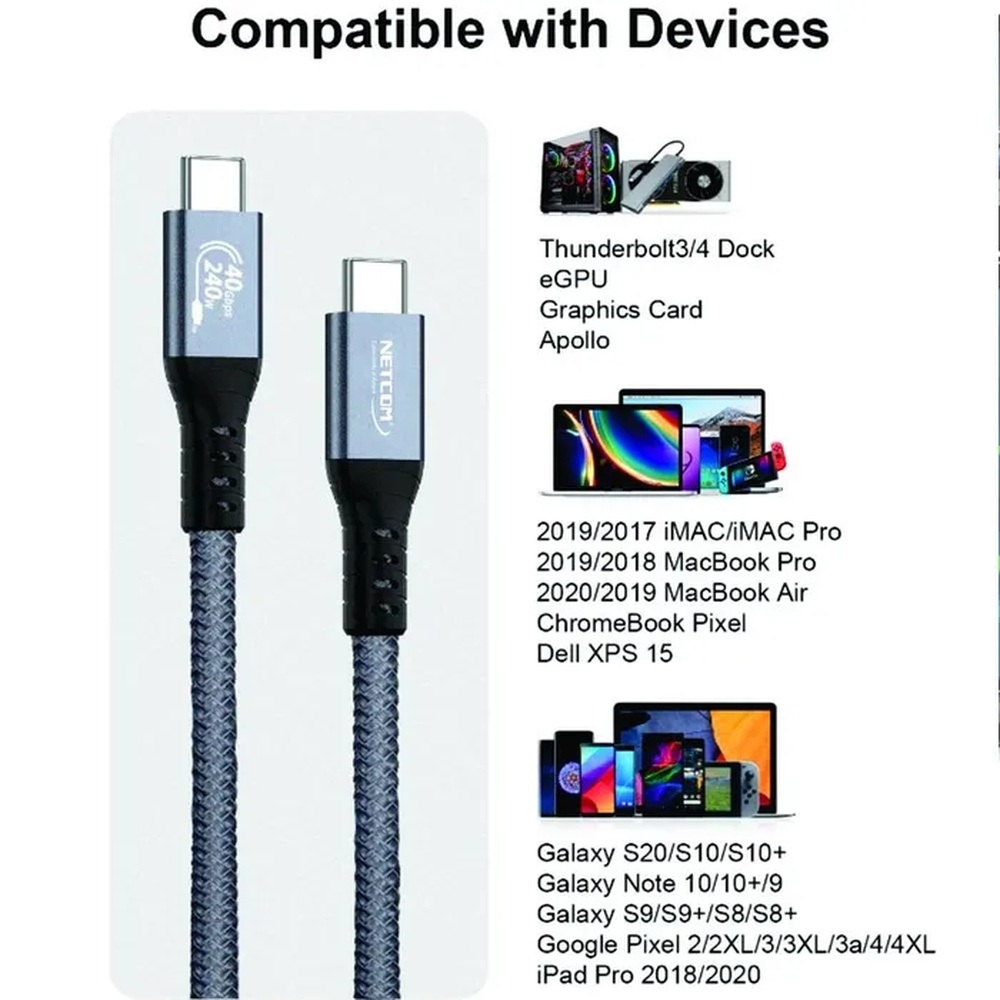 Compatible with Devices
40Gbps
240W
NETCOM
Thunderbolt3/4 Dock
eGPU
Graphics Card
Apollo
2019/2017 iMAC/iMAC Pro
2019/2018 MacBook Pro
2020/2019 MacBook Air
ChromeBook Pixel
Dell XPS 15
Galaxy S20/S10/S10+
Galaxy Note 10/10+/9
Galaxy S9/S9+/S8/S8+
Google Pixel 2/2XL/3/3XL/3a/4/4XL
iPad Pro 2018/2020